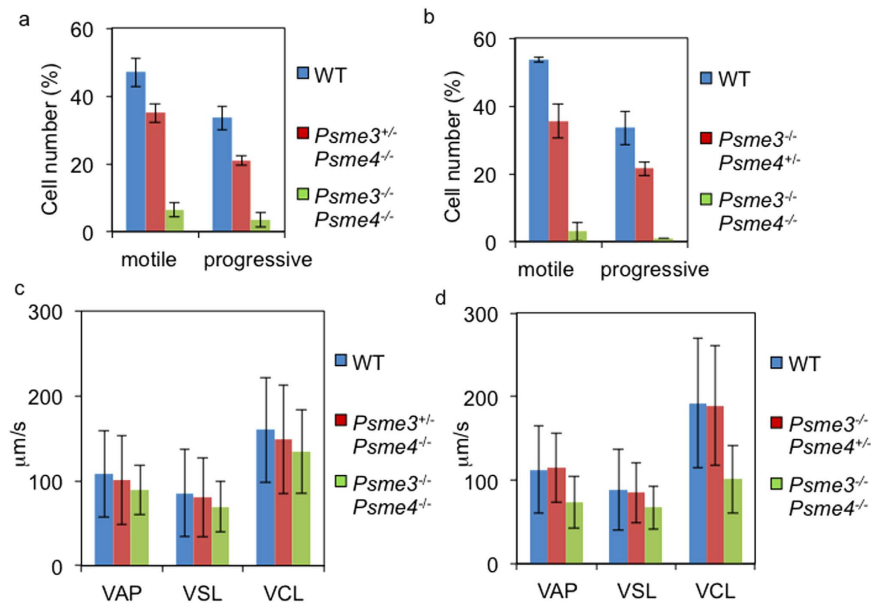 a
60
40
20
0
Cell number (%)
motile progressive
WT
Psme3+/-
Psme4-/-
Psme3-/-
Psme4-/-
b
60
40
20
0
Cell number (%)
motile progressive
WT
Psme3-/-
Psme4+/-
Psme3-/-
Psme4-/-
c
300
200
100
0
μm/s
VAP VSL VCL
WT
Psme3+/-
Psme4-/-
Psme3-/-
Psme4-/-
d
300
200
100
0
μm/s
VAP VSL VCL
WT
Psme3-/-
Psme4+/-
Psme3-/-
Psme4-/-